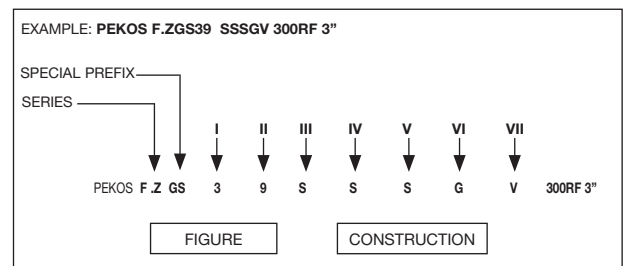 EXAMPLE: PEKOS F.ZGS39 SSSGV 300RF 3”
SPECIAL PREFIX
SERIES
I II III IV V VI VII
PEKOS F .Z GS 3 9 S S S G V 300RF 3”
FIGURE CONSTRUCTION